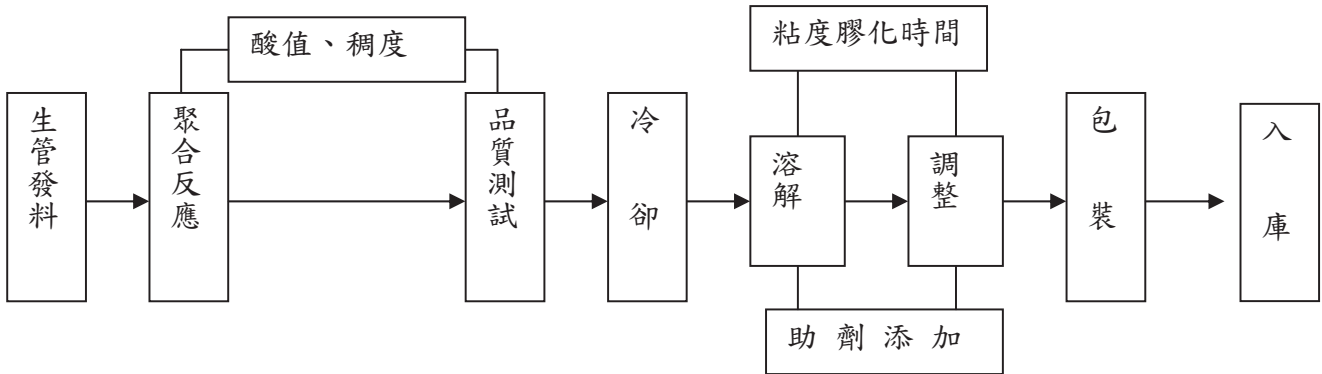 酸值、稠度
粘度膠化時間
生管發料
聚合反應
品質測試
冷卻
溶解
調整
包裝
入庫
助劑添加